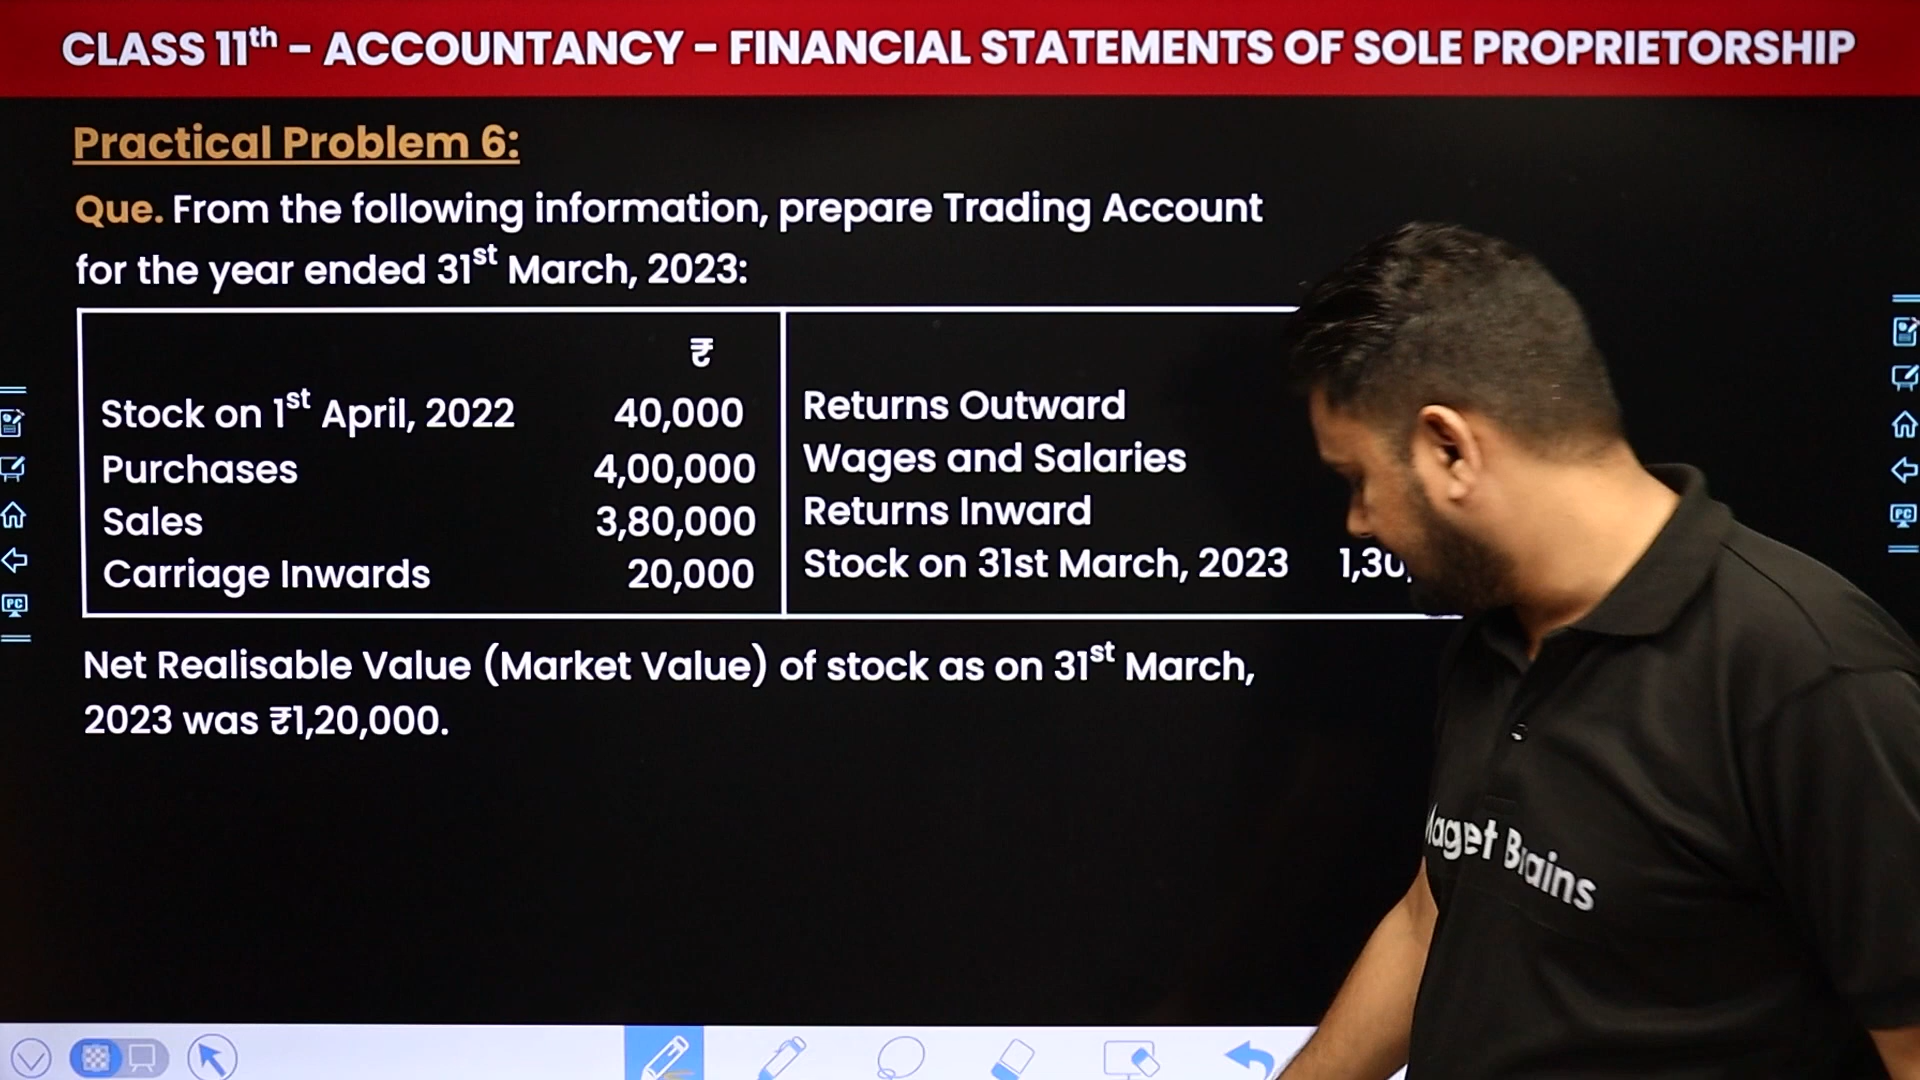 CLASS 11th – ACCOUNTANCY – FINANCIAL STATEMENTS OF SOLE PROPRIETORSHIP
Practical Problem 6:
Que. From the following information, prepare Trading Account
for the year ended 31st March, 2023:
₹
Stock on 1st April, 2022 40,000
Purchases 4,00,000
Sales 3,80,000
Carriage Inwards 20,000
Returns Outward
Wages and Salaries
Returns Inward
Stock on 31st March, 2023
Net Realisable Value (Market Value) of stock as on 31st March,
2023 was ₹1,20,000.
Brains
PC
PC